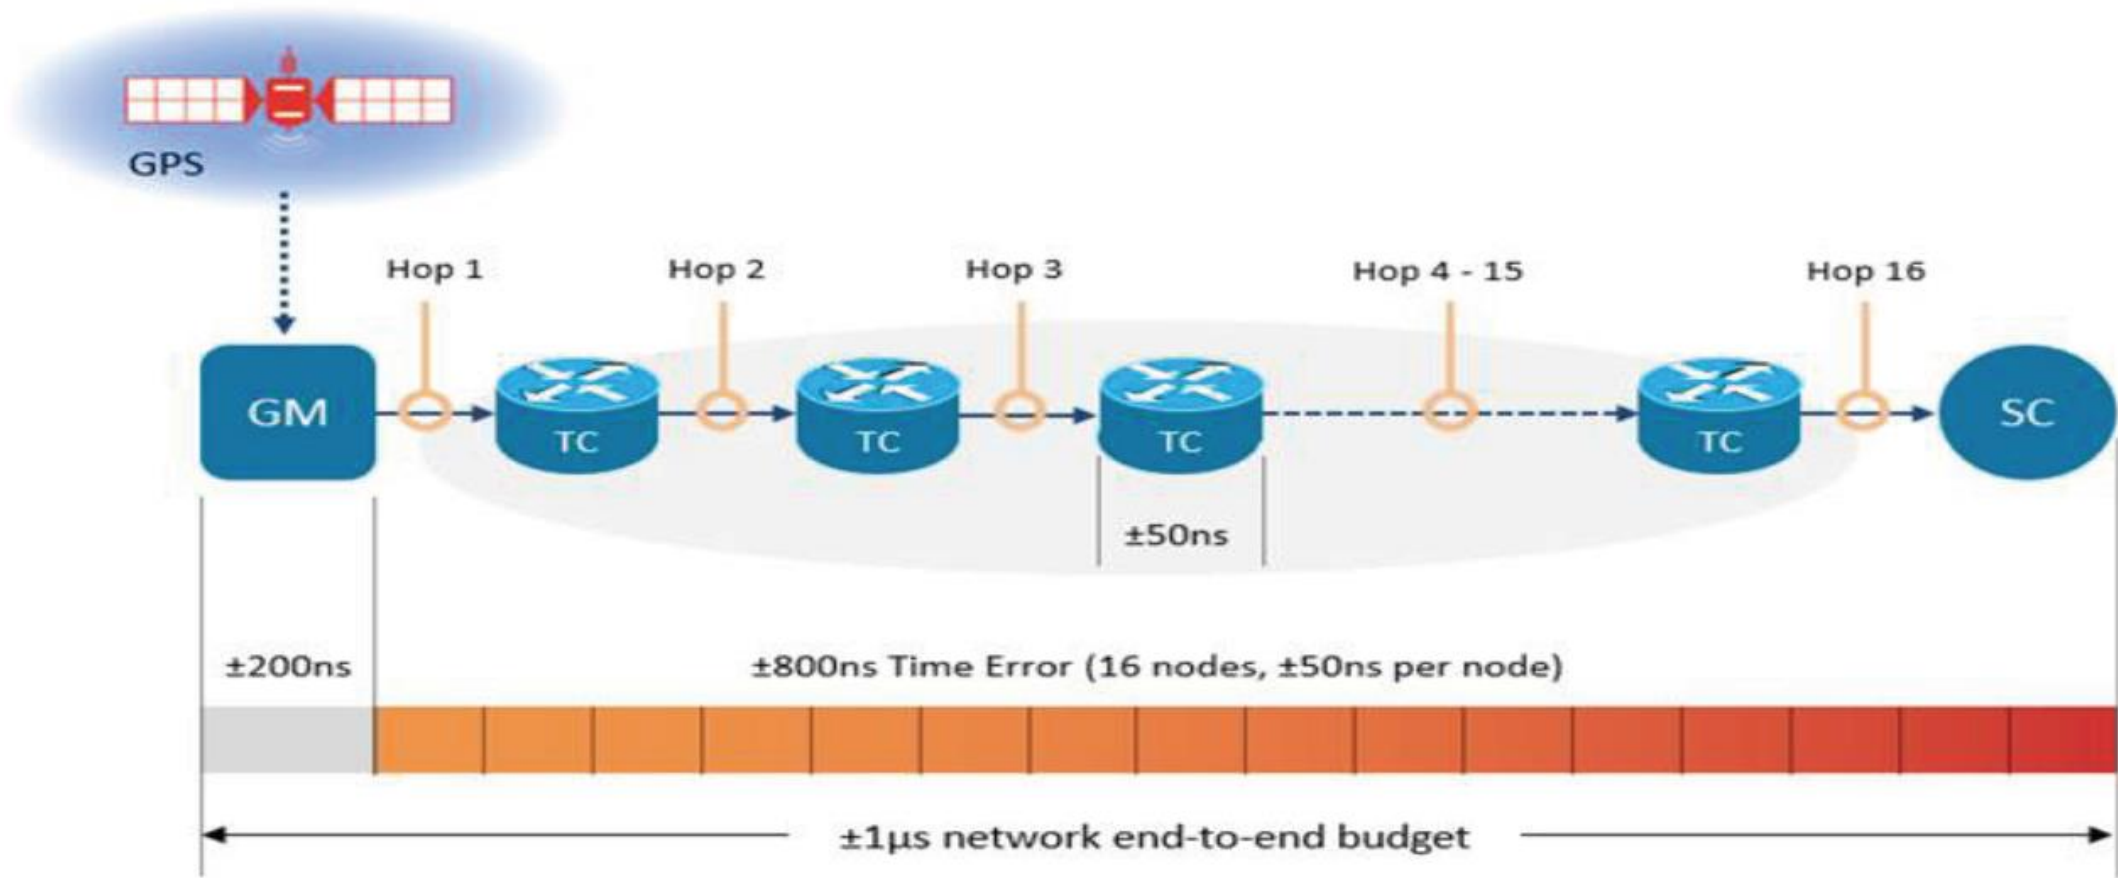 GPS
Hop 1
Hop 2
Hop 3
Hop 4 - 15
Hop 16
GM
TC
TC
TC
TC
SC
±50ns
±200ns
±800ns Time Error (16 nodes, ±50ns per node)
±1μs network end-to-end budget